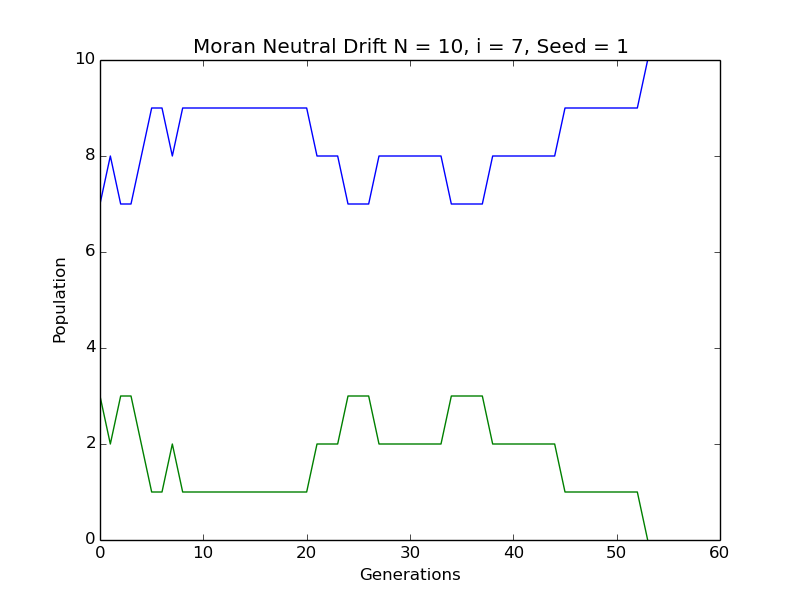 Moran Neutral Drift N = 10, i = 7, Seed = 1
10
8
6
4
2
0
Population
0 10 20 30 40 50 60
Generations